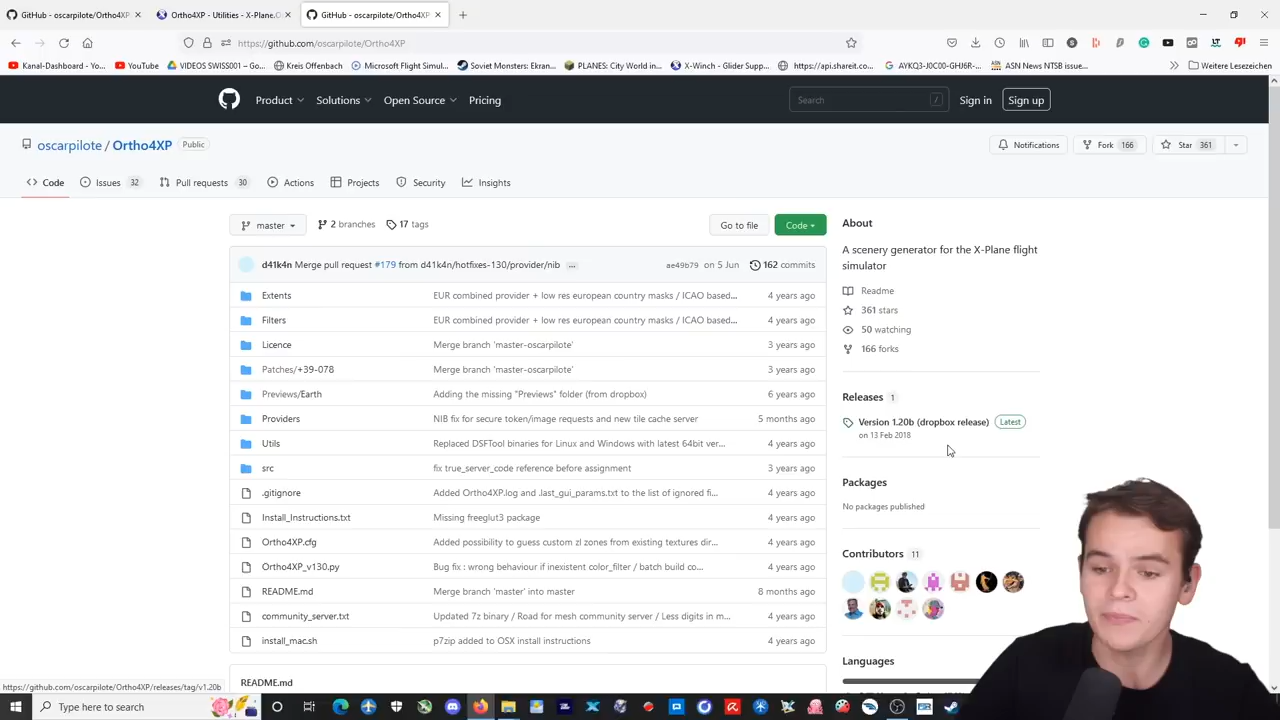 GitHub - oscarpilote/Ortho4XP: A
Ortho4XP - Utilities - X-Plane.O
GitHub - oscarpilote/Ortho4XP: A
https://github.com/oscarpilote/Ortho4XP
Kanal-Dashboard - Yo...
YouTube
VIDEOS SWISS001 – Go...
Kreis Offenbach
Microsoft Flight Simul...
Soviet Monsters: Ekran...
PLANES: City World in...
X-Winch - Glider Supp...
https://api.shareit.co...
AYKQ3-J0C00-GHJ6R-...
ASN News NTSB issue...
Weitere Lesezeichen
Product
Solutions
Open Source
Pricing
Search
/
Sign in
Sign up
oscarpilote / Ortho4XP
Public
Notifications
Fork 166
Star 361
Code
Issues 32
Pull requests 30
Actions
Projects
Security
Insights
master
2 branches
17 tags
Go to file
Code
d41k4n Merge pull request #179 from d41k4n/hotfixes-130/provider/nib ...
ae49b79 on 5 Jun
162 commits
Extents EUR combined provider + low res european country masks / ICAO based... 4 years ago
Filters EUR combined provider + low res european country masks / ICAO based... 4 years ago
Licence Merge branch 'master-oscarpilote' 3 years ago
Patches/+39-078 Merge branch 'master-oscarpilote' 3 years ago
Previews/Earth Adding the missing "Previews" folder (from dropbox) 6 years ago
Providers NIB fix for secure token/image requests and new tile cache server 5 months ago
Utils Replaced DSFTool binaries for Linux and Windows with latest 64bit ver... 4 years ago
src fix true_server_code reference before assignment 3 years ago
.gitignore Added Ortho4XP.log and .last_gui_params.txt to the list of ignored fi... 4 years ago
Install_Instructions.txt Missing freeglut3 package 4 years ago
Ortho4XP.cfg Added possibility to guess custom zl zones from existing textures dir... 4 years ago
Ortho4XP_v130.py Bug fix : wrong behaviour if inexistent color_filter / batch build co... 4 years ago
README.md Merge branch 'master' into master 8 months ago
community_server.txt Updated 7z binary / Road for mesh community server / Less digits in m... 4 years ago
install_mac.sh p7zip added to OSX install instructions 4 years ago
README.md
About
A scenery generator for the X-Plane flight
simulator
Readme
361 stars
50 watching
166 forks
Releases 1
Version 1.20b (dropbox release) Latest
on 13 Feb 2018
Packages
No packages published
Contributors 11
Languages
https://github.com/oscarpilote/Ortho4XP/releases/tag/v1.20b
Type here to search